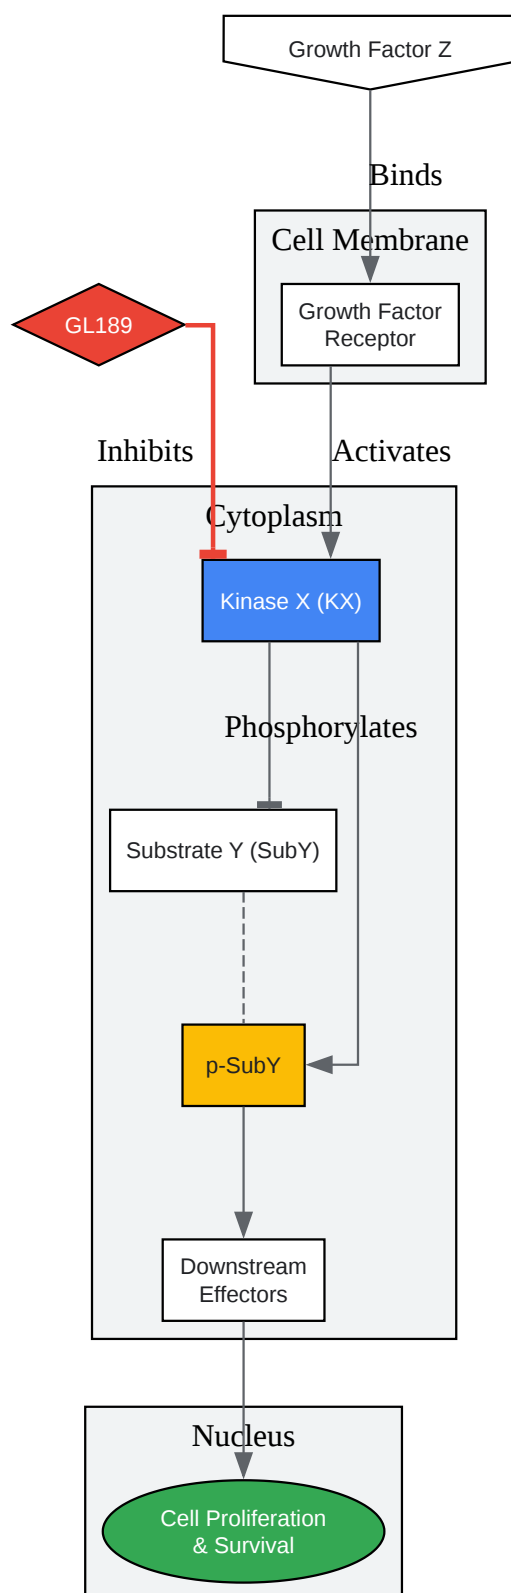 Growth Factor Z
Binds
Cell Membrane
GL189
Growth Factor
Receptor
Inhibits
Activates
Cytoplasm
Kinase X (KX)
Phosphorylates
Substrate Y (SubY)
p-SubY
Downstream
Effectors
Nucleus
Cell Proliferation
& Survival